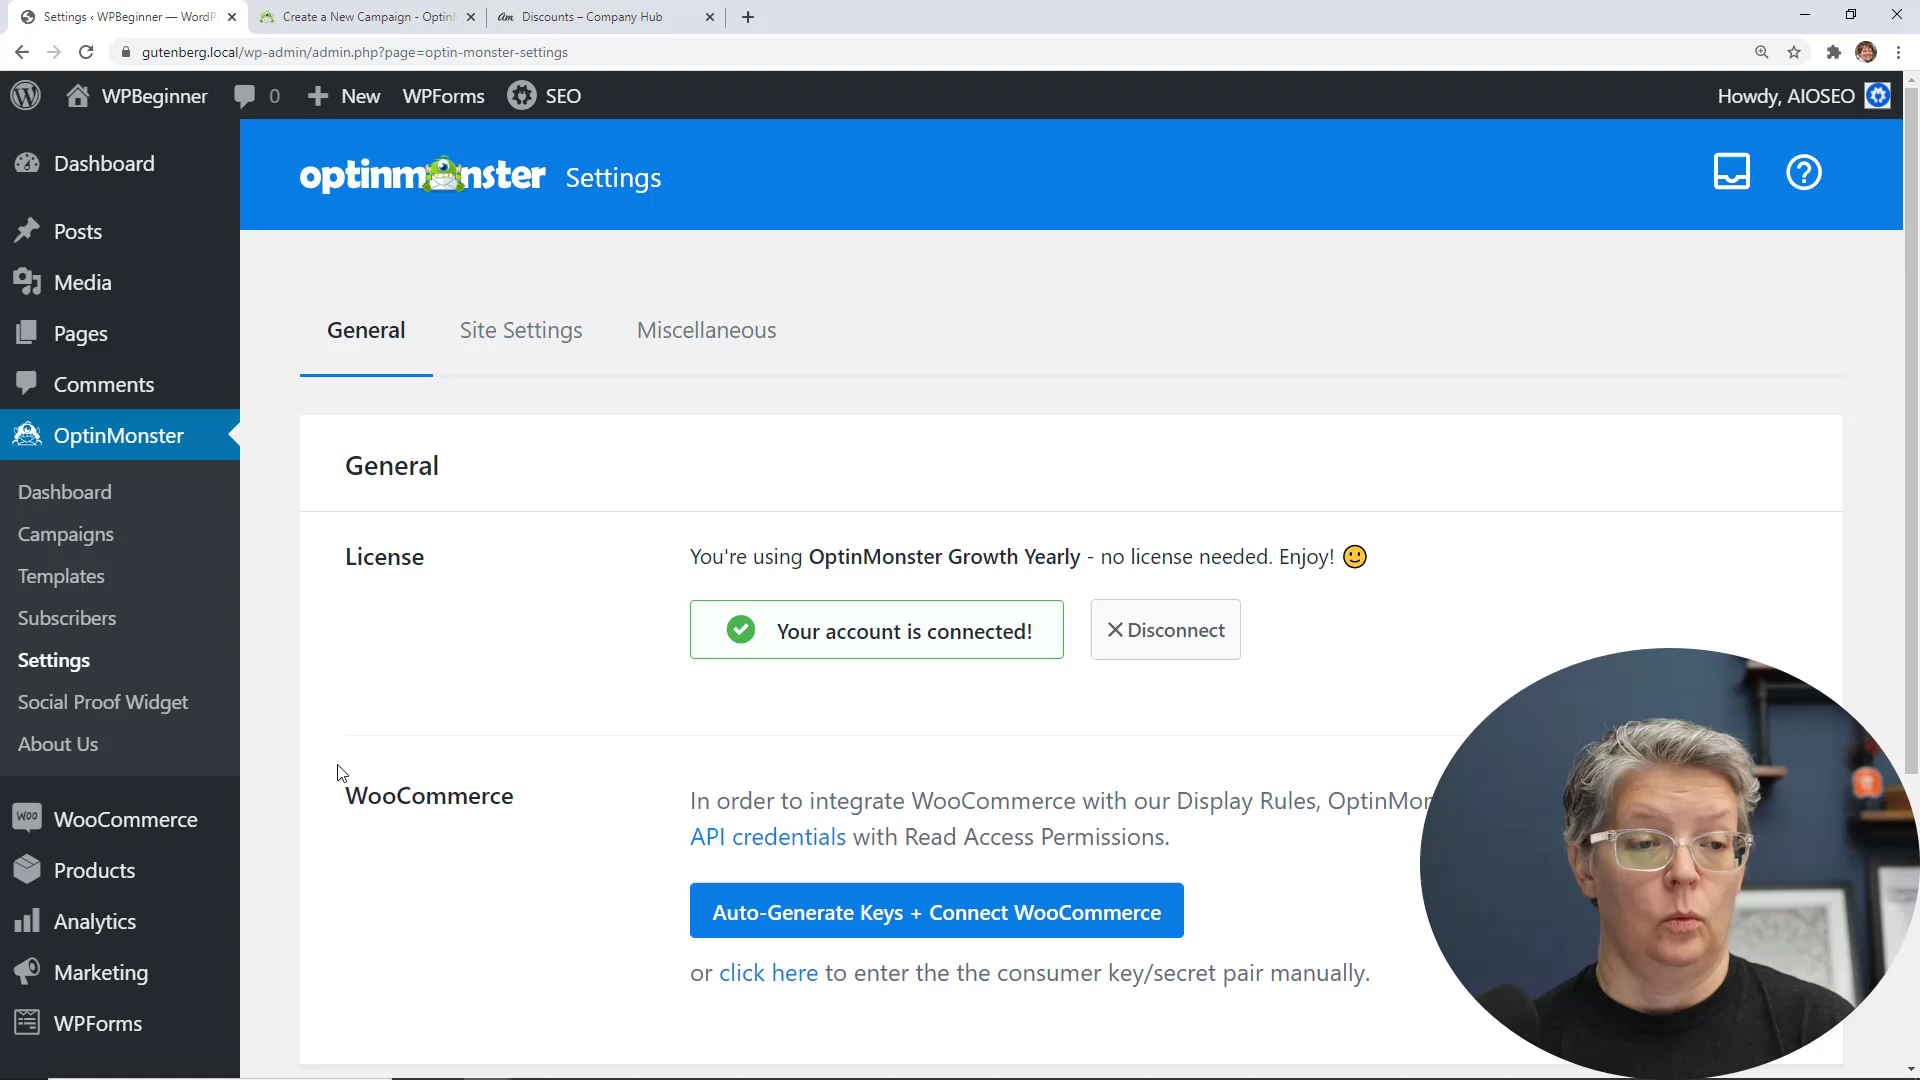 Settings ‹ WPBeginner — WordP
Create a New Campaign - Optin
Am Discounts – Company Hub
gutenberg.local/wp-admin/admin.php?page=optin-monster-settings
WPBeginner
0
New
WPForms
SEO
Howdy, AIOSEO
Dashboard
Posts
Media
Pages
Comments
OptinMonster
Dashboard
Campaigns
Templates
Subscribers
Settings
Social Proof Widget
About Us
WOO WooCommerce
Products
Analytics
Marketing
WPForms
optinmonster Settings
General
Site Settings
Miscellaneous
General
License
You're using OptinMonster Growth Yearly - no license needed. Enjoy! 🙂
Your account is connected!
Disconnect
WooCommerce
In order to integrate WooCommerce with our Display Rules, OptinMon
API credentials with Read Access Permissions.
Auto-Generate Keys + Connect WooCommerce
or click here to enter the the consumer key/secret pair manually.